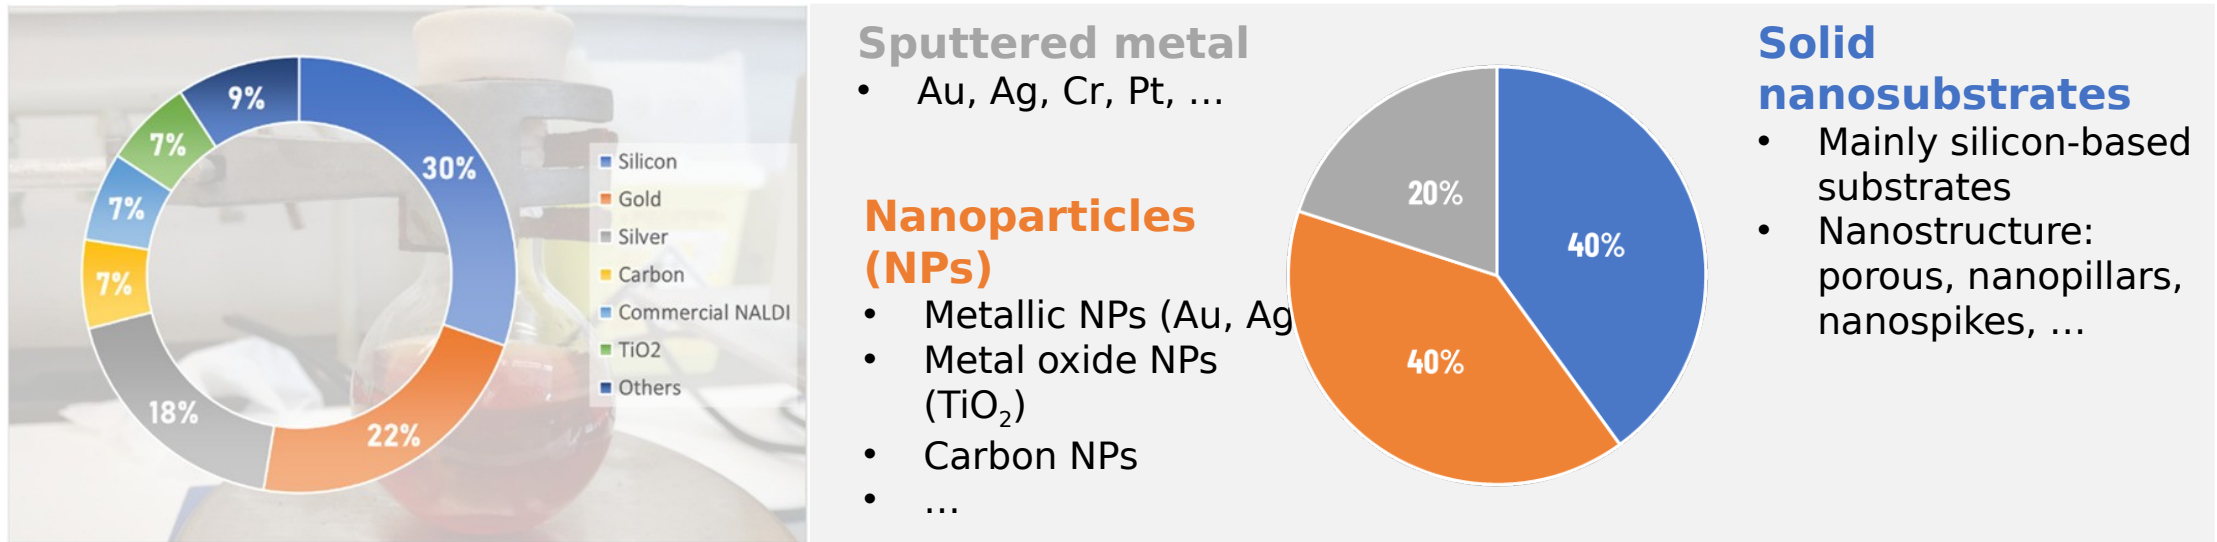 9%
7%
30%
7%
7%
18%
22%
Silicon
Gold
Silver
Carbon
Commercial NALDI
TiO2
Others
Sputtered metal
• Au, Ag, Cr, Pt, ...
Nanoparticles
(NPs)
• Metallic NPs (Au, Ag
• Metal oxide NPs
(TiO₂)
• Carbon NPs
• ...
20%
40%
40%
Solid
nanosubstrates
• Mainly silicon-based
substrates
• Nanostructure:
porous, nanopillars,
nanospikes, ...